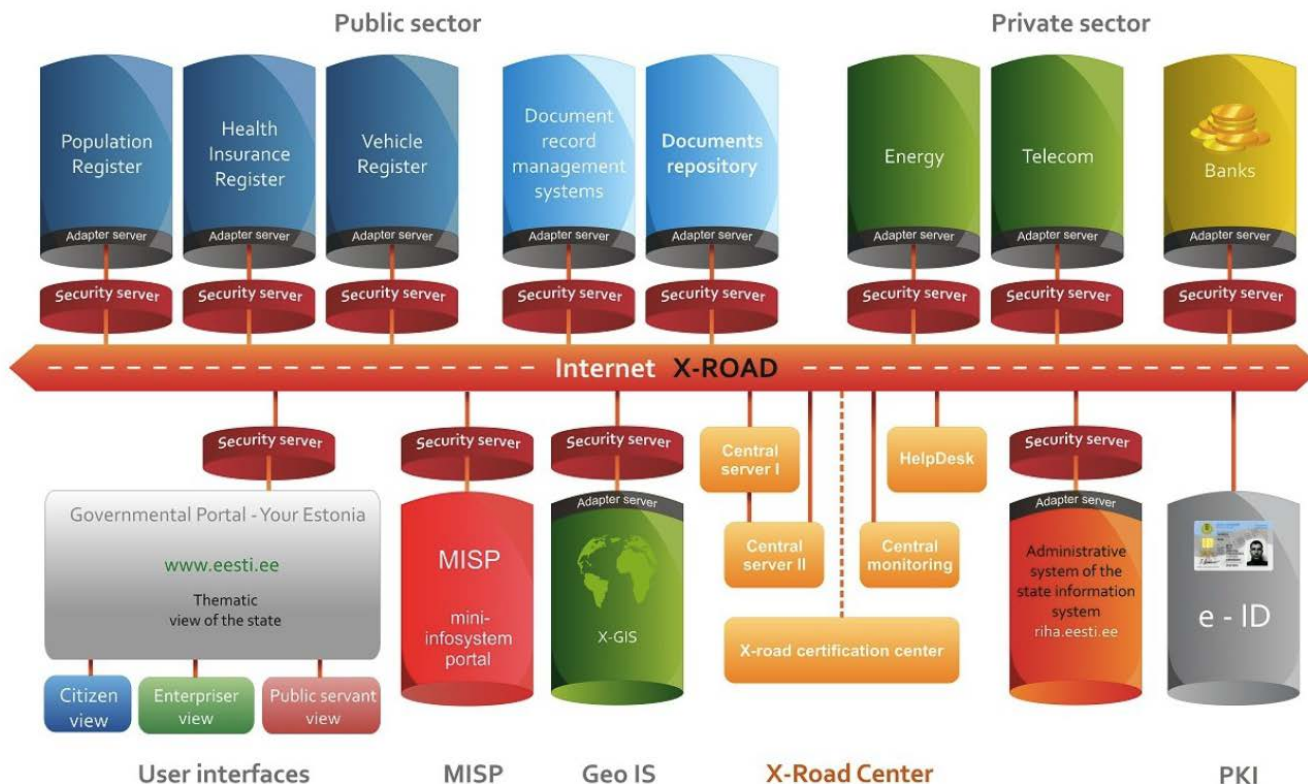 Public sector
Private sector
Population
Register
Adapter server
Security server
Health
Insurance
Register
Adapter server
Security server
Vehicle
Register
Adapter server
Security server
Document
record
management
systems
Adapter server
Security server
Documents
repository
Adapter server
Security server
Energy
Adapter server
Security server
Telecom
Adapter server
Security server
Banks
Adapter server
Security server
Internet X-ROAD
Security server
Governmental Portal - Your Estonia
www.eesti.ee
Thematic
view of the state
Citizen
view
Enterpriser
view
Public servant
view
Security server
MISP
mini-
infosystem
portal
Security server
Adapter server
X-GIS
Central
server I
Central
server II
HelpDesk
Central
monitoring
X-road certification center
Security server
Adapter server
Administrative
system of the
state information
system
riha.eesti.ee
e - ID
User interfaces
MISP
Geo IS
X-Road Center
PKI